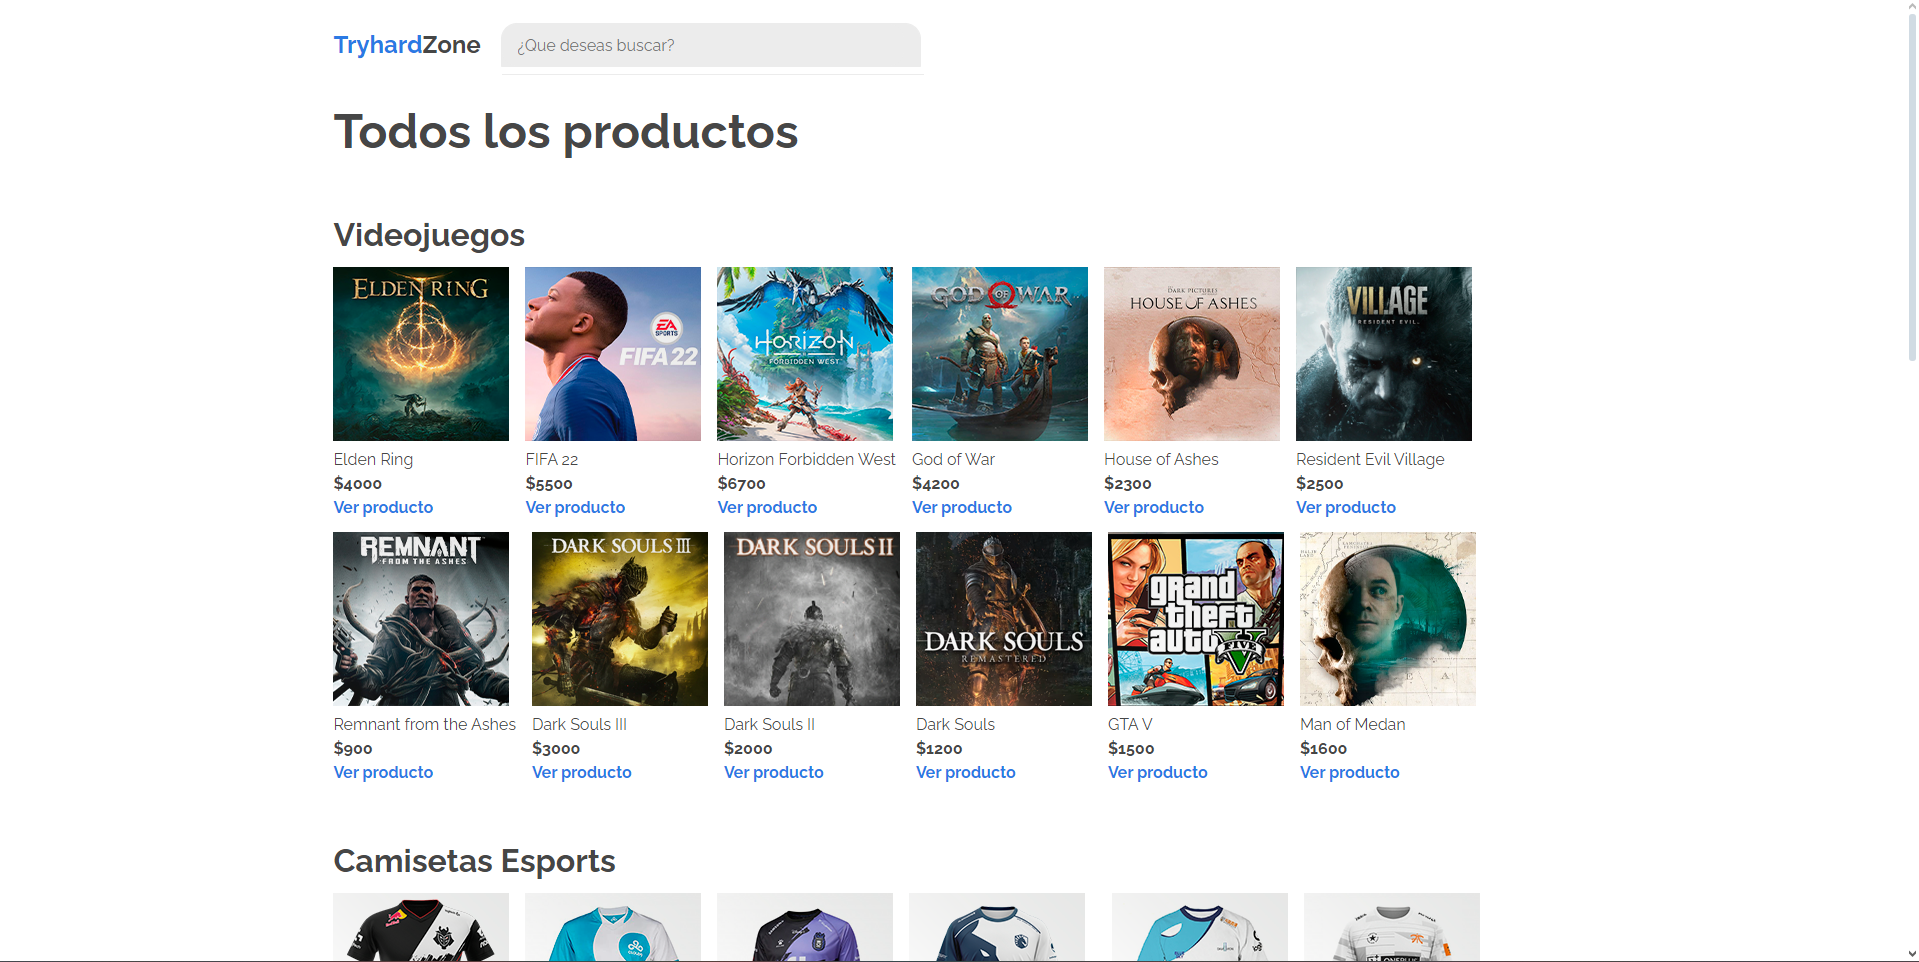 TryhardZone
¿Que deseas buscar?
Todos los productos
Videojuegos
ELDEN RING
EA
SPORTS
FIFA 22
HORIZON
FORBIDDEN WEST
GOD OF WAR
DARK PICTURES
HOUSE OF ASHES
VILLAGE
RESIDENT EVIL.
Elden Ring
$4000
Ver producto
FIFA 22
$5500
Ver producto
Horizon Forbidden West
$6700
Ver producto
God of War
$4200
Ver producto
House of Ashes
$2300
Ver producto
Resident Evil Village
$2500
Ver producto
REMNANT
FROM THE ASHES
DARK SOULS III
DARK SOULS II
DARK SOULS
REMASTERED
grand
theft
auto
V
FIVE
Remnant from the Ashes
$900
Ver producto
Dark Souls III
$3000
Ver producto
Dark Souls II
$2000
Ver producto
Dark Souls
$1200
Ver producto
GTA V
$1500
Ver producto
Man of Medan
$1600
Ver producto
Camisetas Esports